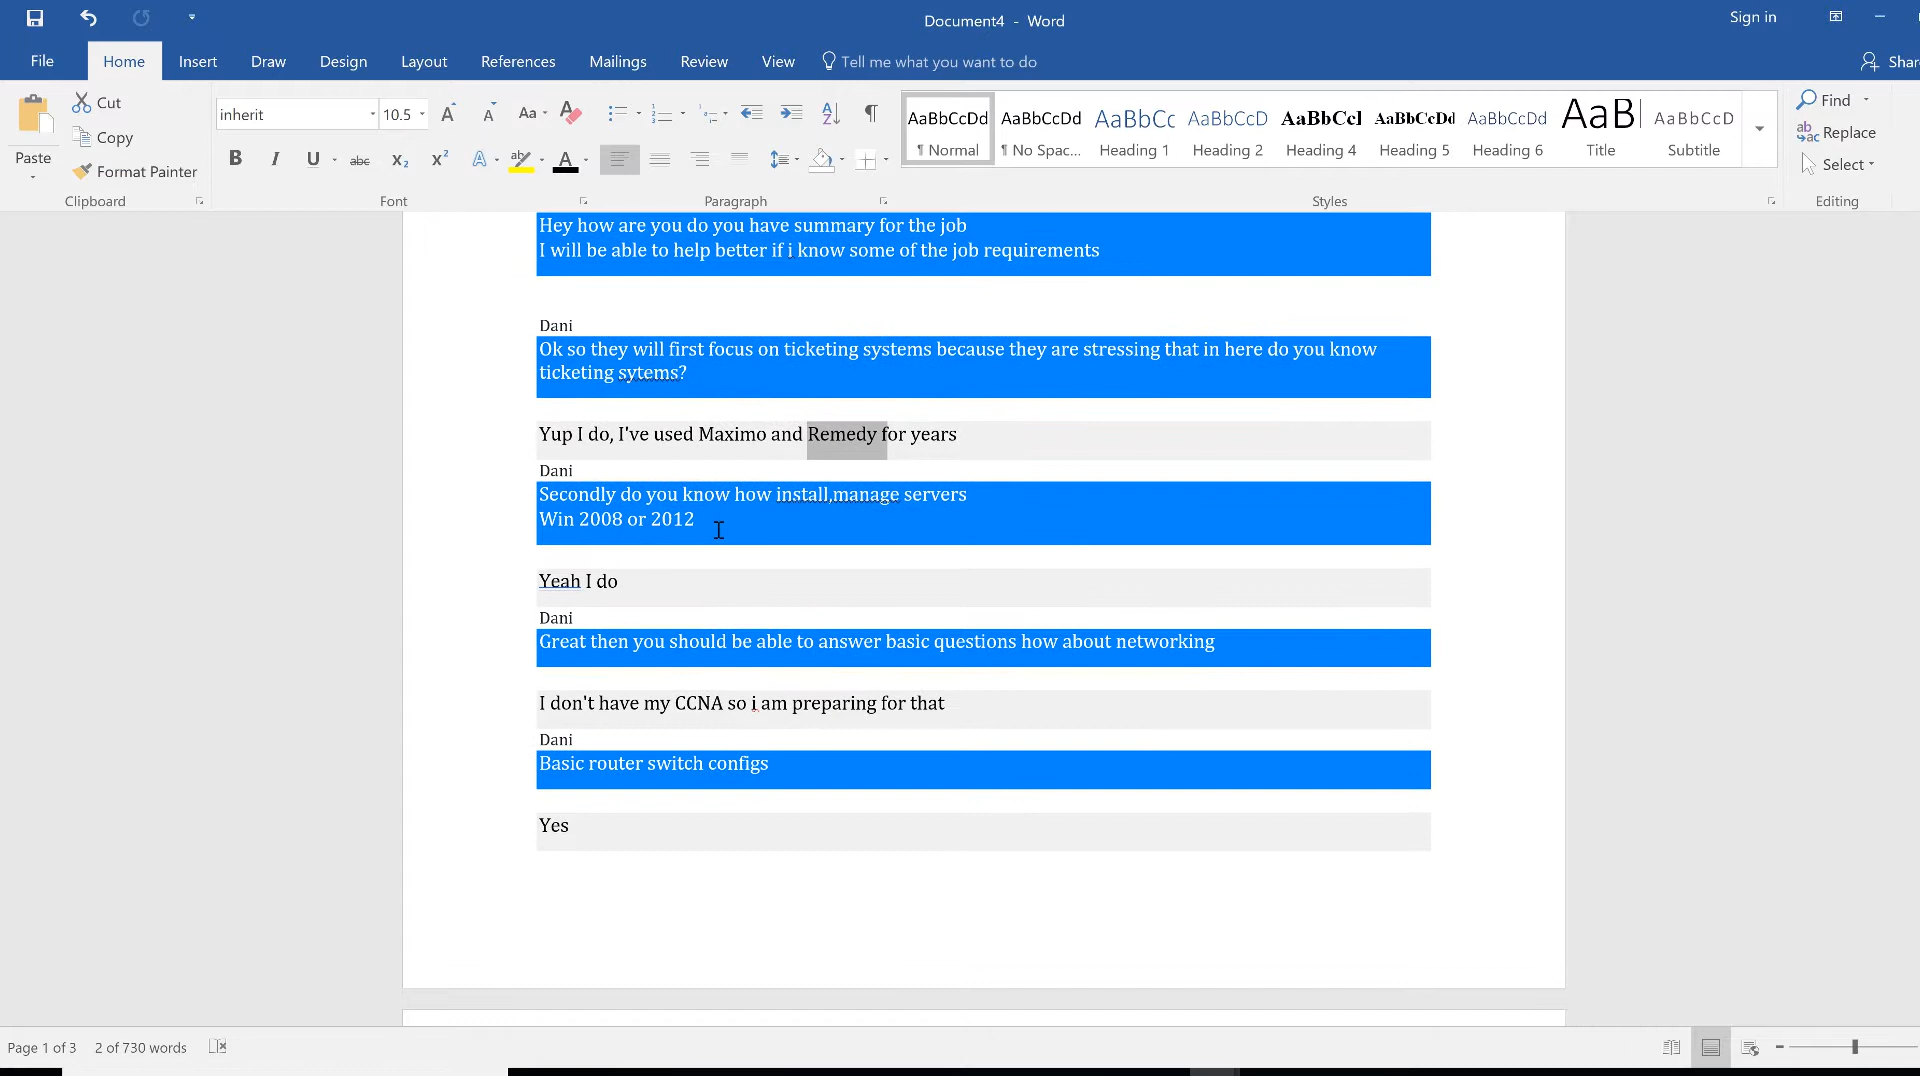 Document4 - Word
Sign in
File
Home
Insert
Draw
Design
Layout
References
Mailings
Review
View
Tell me what you want to do
Shar
Paste
Cut
Copy
Format Painter
Clipboard
inherit
10.5
Font
Paragraph
AaBbCcDd
¶ Normal
AaBbCcDd
¶ No Spac...
AaBbCc
Heading 1
AaBbCcD
Heading 2
AaBbCcI
Heading 4
AaBbCcDd
Heading 5
AaBbCcDd
Heading 6
AaB
Title
AaBbCcD
Subtitle
Styles
Find
Replace
Select
Editing
Hey how are you do you have summary for the job
I will be able to help better if i know some of the job requirements
Dani
Ok so they will first focus on ticketing systems because they are stressing that in here do you know
ticketing sytems?
Yup I do, I've used Maximo and Remedy for years
Dani
Secondly do you know how install,manage servers
Win 2008 or 2012
Yeah I do
Dani
Great then you should be able to answer basic questions how about networking
I don't have my CCNA so i am preparing for that
Dani
Basic router switch configs
Yes
Page 1 of 3
2 of 730 words